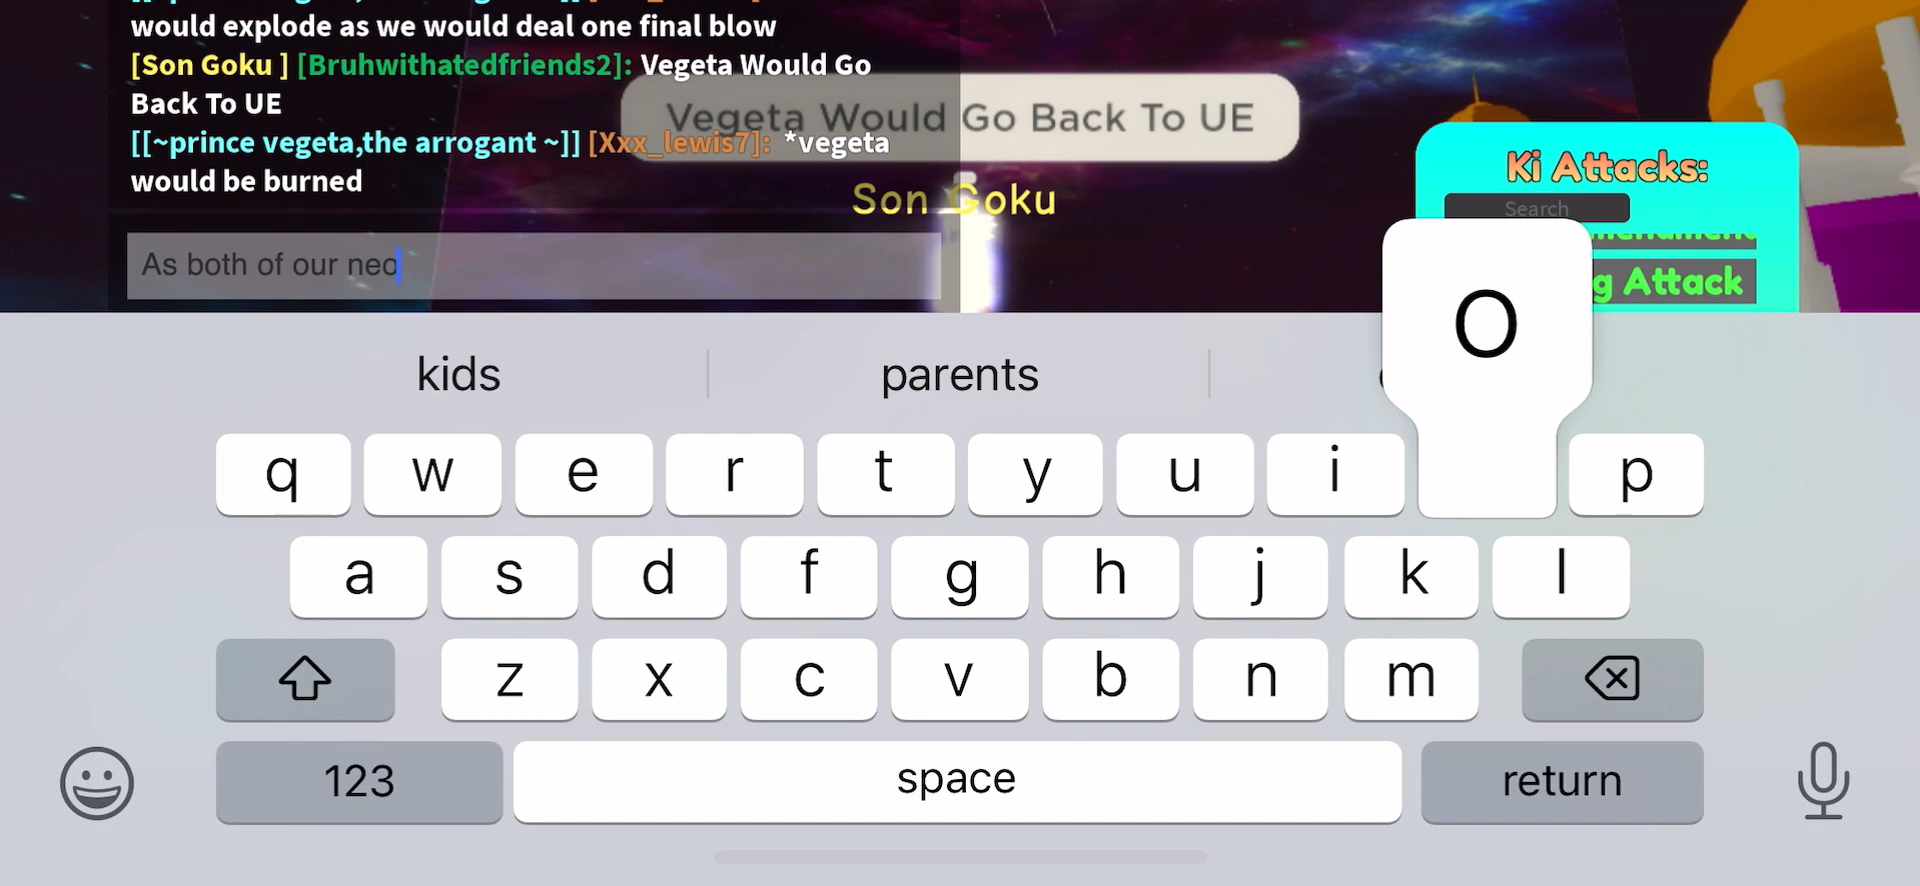 would explode as we would deal one final blow
[Son Goku ] [Bruhwithatedfriends2]: Vegeta Would Go
Back To UE
[[~prince vegeta,the arrogant ~]] [Xxx_lewis7]: *vegeta
would be burned
Vegeta Would Go Back To UE
Son Goku
Ki Attacks:
Search
g Attack
As both of our neo
kids
parents
O
q w e r t y u i p
a s d f g h j k l
z x c v b n m
123
space
return